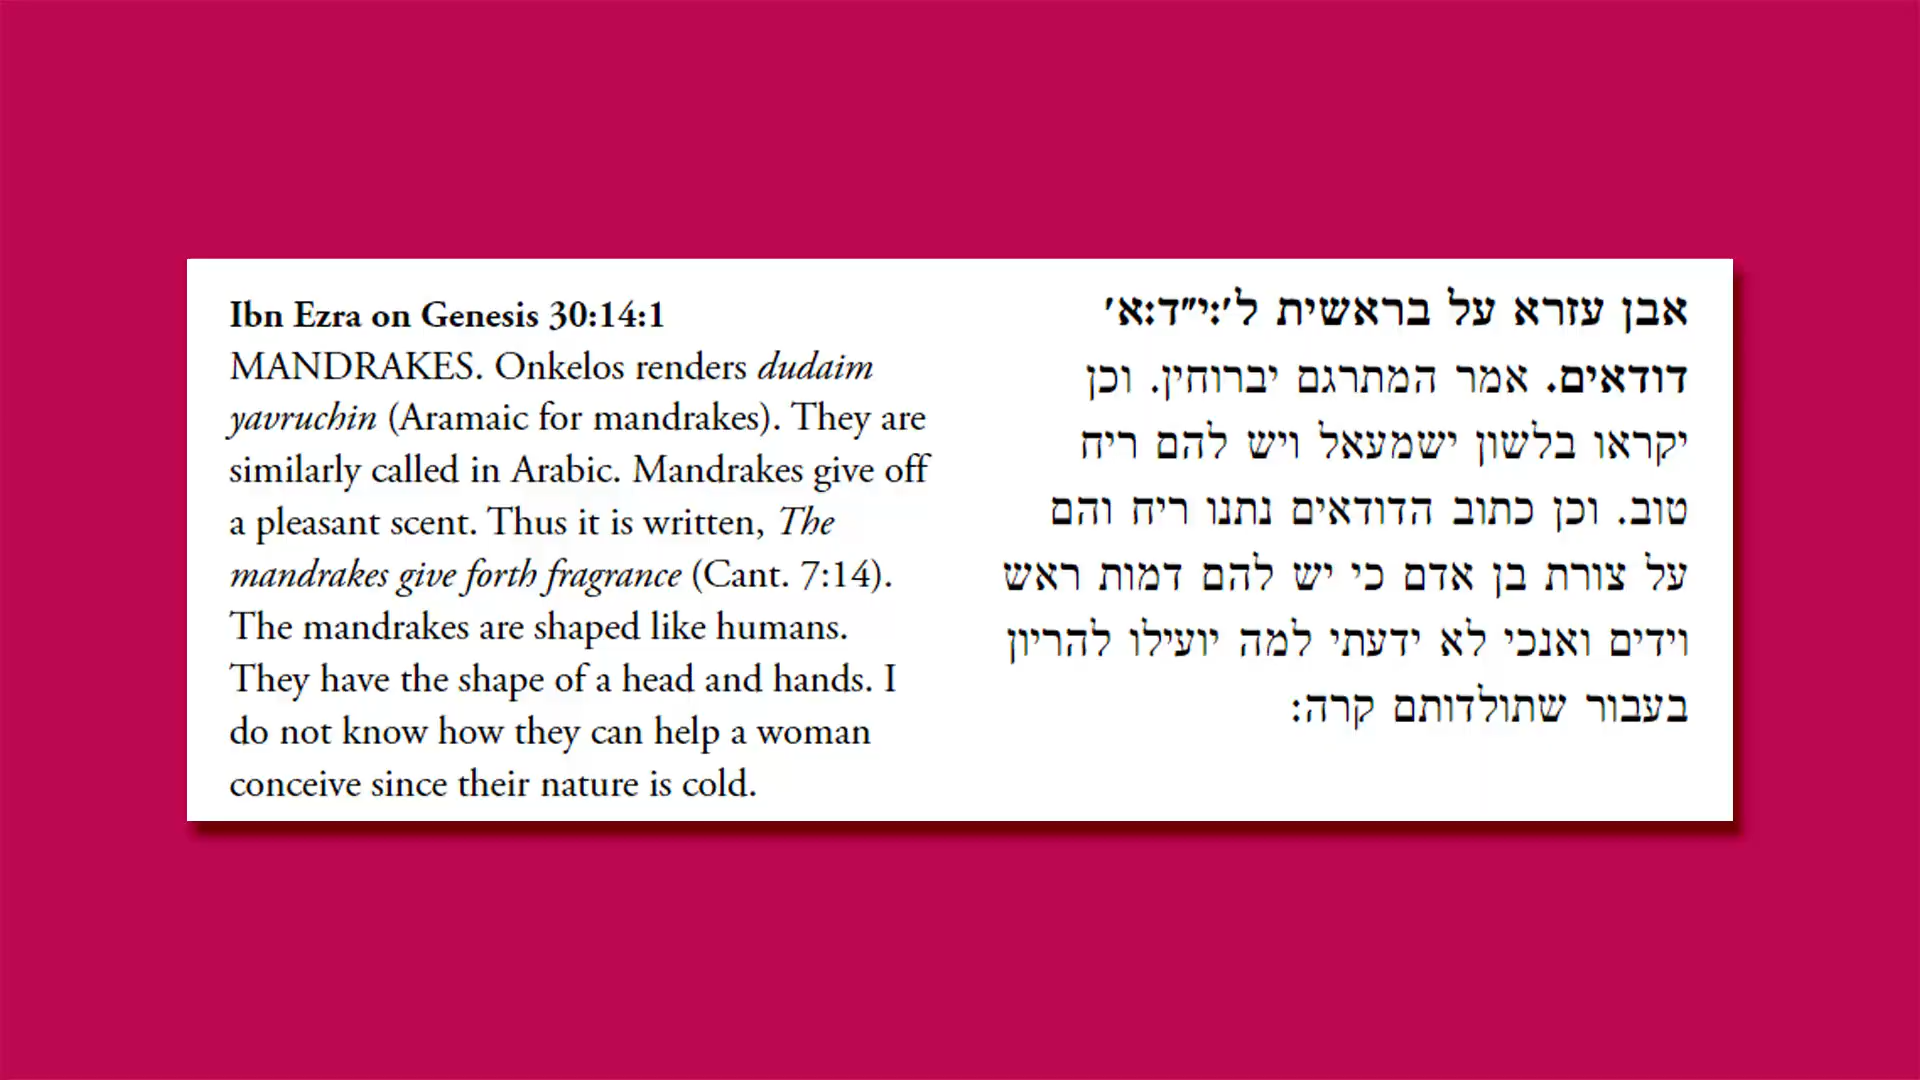 Ibn Ezra on Genesis 30:14:1
MANDRAKES. Onkelos renders dudaim
yavruchin (Aramaic for mandrakes). They are
similarly called in Arabic. Mandrakes give off
a pleasant scent. Thus it is written, The
mandrakes give forth fragrance (Cant. 7:14).
The mandrakes are shaped like humans.
They have the shape of a head and hands. I
do not know how they can help a woman
conceive since their nature is cold.
אבן עזרא על בראשית ל׳:י״ד:א׳
דודאים. אמר המתרגם יברוחין. וכן
יקראו בלשון ישמעאל ויש להם ריח
טוב. וכן כתוב הדודאים נתנו ריח והם
על צורת בן אדם כי יש להם דמות ראש
וידים ואנכי לא ידעתי למה יועילו להריון
בעבור שתולדותם קרה: